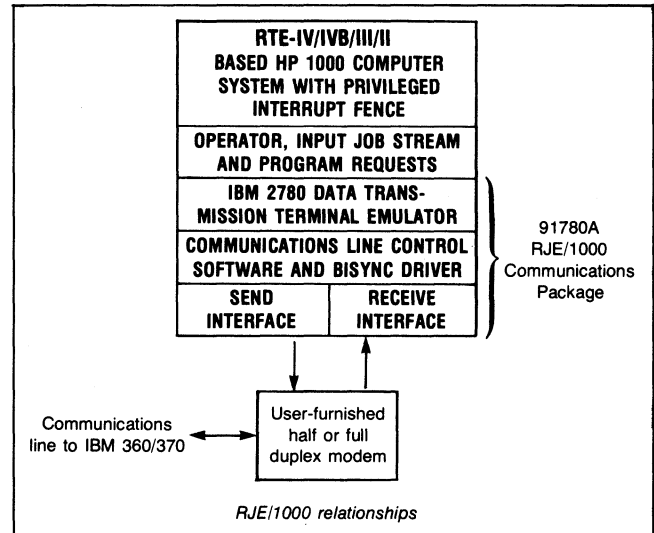 RTE-IV/IVB/III/II
BASED HP 1000 COMPUTER
SYSTEM WITH PRIVILEGED
INTERRUPT FENCE
OPERATOR, INPUT JOB STREAM
AND PROGRAM REQUESTS
IBM 2780 DATA TRANS-
MISSION TERMINAL EMULATOR
COMMUNICATIONS LINE CONTROL
SOFTWARE AND BISYNC DRIVER
SEND
INTERFACE
RECEIVE
INTERFACE
91780A
RJE/1000
Communications
Package
User-furnished
half or full
duplex modem
Communications
line to IBM 360/370
RJE/1000 relationships